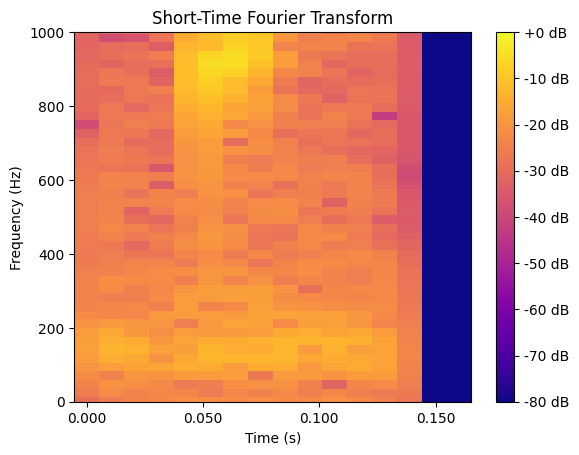 Short-Time Fourier Transform
1000
800
600
400
200
0
Frequency (Hz)
0.000
0.050
0.100
0.150
Time (s)
+0 dB
-10 dB
-20 dB
-30 dB
-40 dB
-50 dB
-60 dB
-70 dB
-80 dB